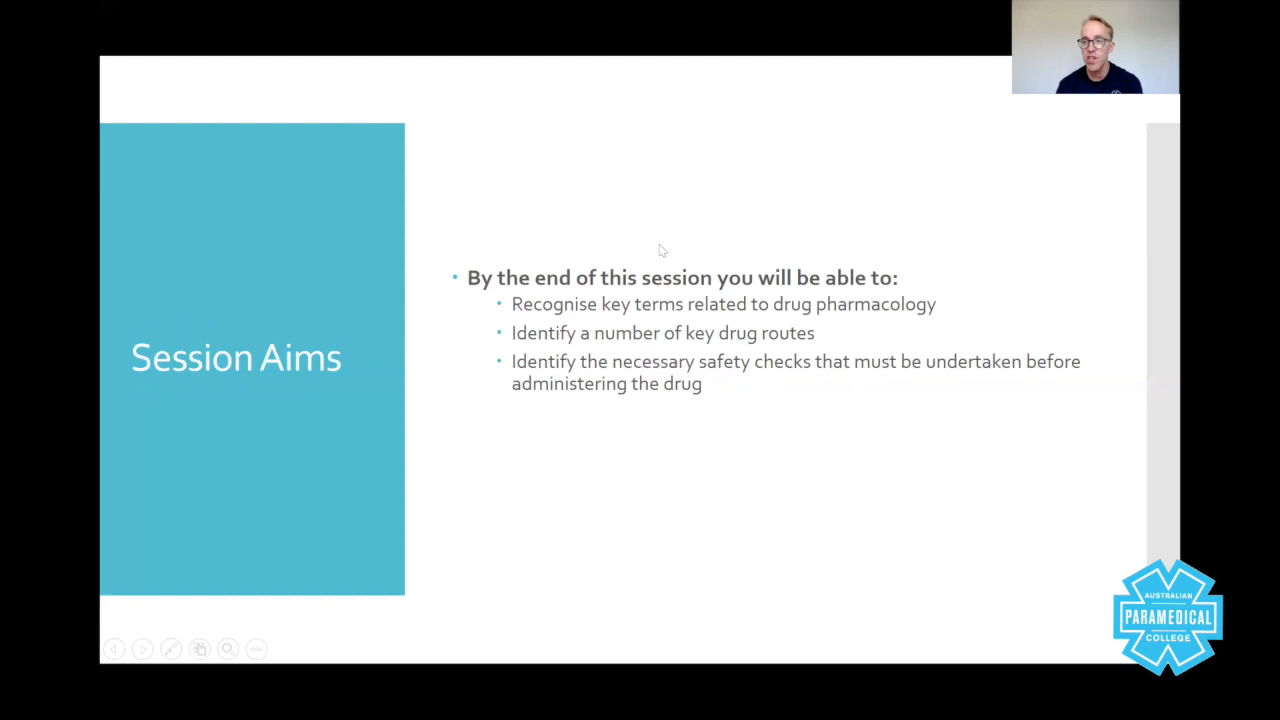 By the end of this session you will be able to:
Recognise key terms related to drug pharmacology
Identify a number of key drug routes
Identify the necessary safety checks that must be undertaken before
administering the drug
Session Aims
AUSTRALIAN
PARAMEDICAL
COLLEGE